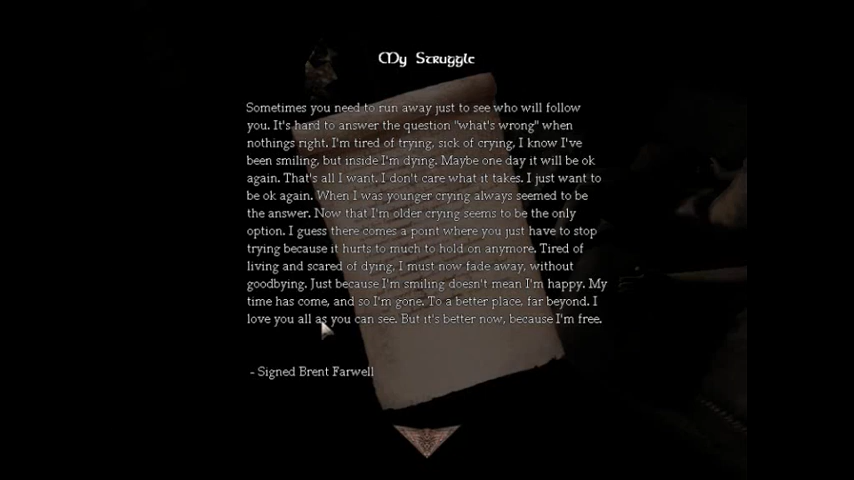 My Struggle
Sometimes you need to run away just to see who will follow
you. It's hard to answer the question "what's wrong" when
nothings right. I'm tired of trying, sick of crying, I know I've
been smiling, but inside I'm dying. Maybe one day it will be ok
again. That's all I want. I don't care what it takes. I just want to
be ok again. When I was younger crying always seemed to be
the answer. Now that I'm older crying seems to be the only
option. I guess there comes a point where you just have to stop
trying because it hurts to much to hold on anymore. Tired of
living and scared of dying, I must now fade away, without
goodbying. Just because I'm smiling doesn't mean I'm happy. My
time has come, and so I'm gone. To a better place, far beyond. I
love you all as you can see. But it's better now, because I'm free.
- Signed Brent Farwell